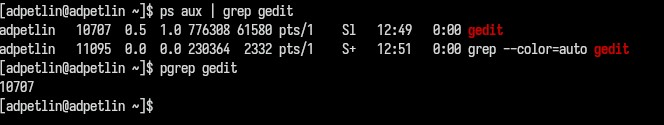 [adpetlin@adpetlin ~]$ ps aux | grep gedit
adpetlin   10707  0.5  1.0 776308 61580 pts/1    Sl   12:49   0:00 gedit
adpetlin   11095  0.0  0.0 230364  2332 pts/1    S+   12:51   0:00 grep --color=auto gedit
[adpetlin@adpetlin ~]$ pgrep gedit
10707
[adpetlin@adpetlin ~]$